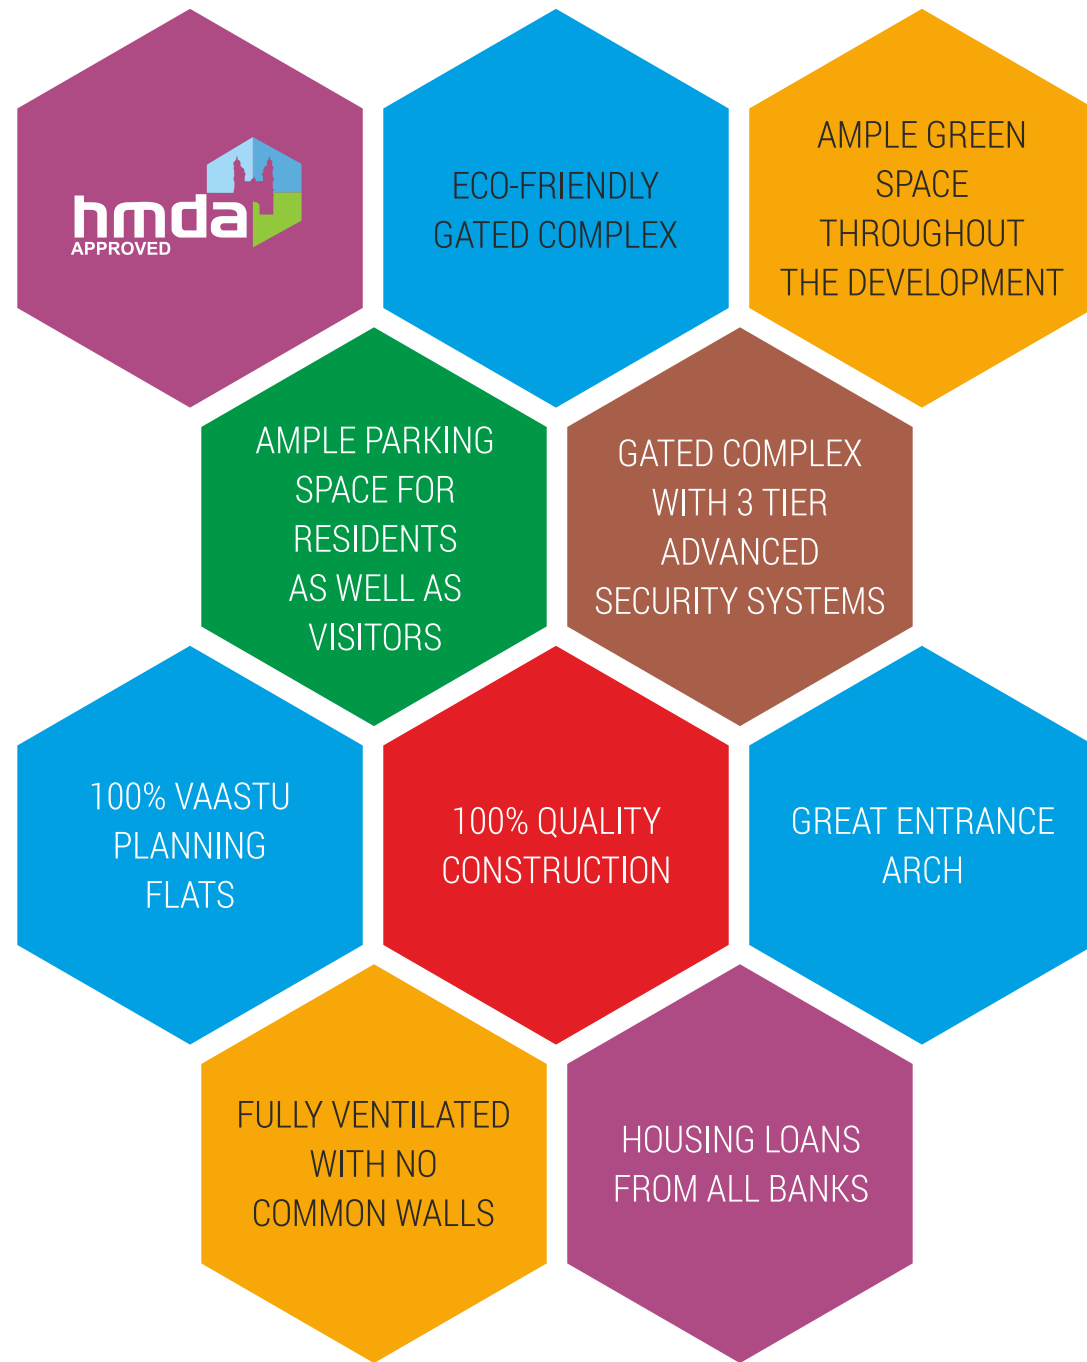 hmda
APPROVED
ECO-FRIENDLY
GATED COMPLEX
AMPLE GREEN
SPACE
THROUGHOUT
THE DEVELOPMENT
AMPLE PARKING
SPACE FOR
RESIDENTS
AS WELL AS
VISITORS
GATED COMPLEX
WITH 3 TIER
ADVANCED
SECURITY SYSTEMS
100% VAASTU
PLANNING
FLATS
100% QUALITY
CONSTRUCTION
GREAT ENTRANCE
ARCH
FULLY VENTILATED
WITH NO
COMMON WALLS
HOUSING LOANS
FROM ALL BANKS